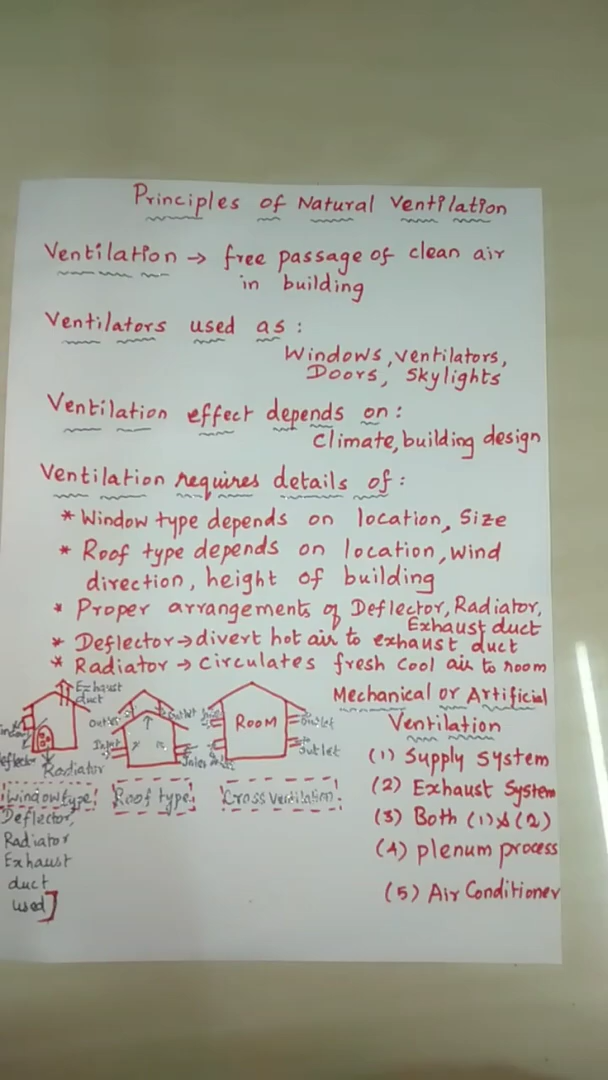 Principles of Natural Ventilation
Ventilation → free passage of clean air
in building
Ventilators used as :
Windows, ventilators,
Doors, Skylights
Ventilation effect depends on :
Climate, building design
Ventilation requires details of :
* Window type depends on location, Size
* Roof type depends on location, wind
direction, height of building
* Proper arrangements of Deflector, Radiator,
Exhaust duct
* Deflector → divert hot air to exhaust duct
* Radiator → circulates fresh cool air to room
Exhaust
duct
Radiator
Window type
Deflector,
Radiator
Exhaust
duct
used]
Outlet
Outlet
Inlet
Inlet
Roof type
ROOM
Outlet
Outlet
Cross ventilation
Mechanical or Artificial
Ventilation
(1) Supply System
(2) Exhaust System
(3) Both (1) & (2)
(4) plenum process
(5) Air Conditioner